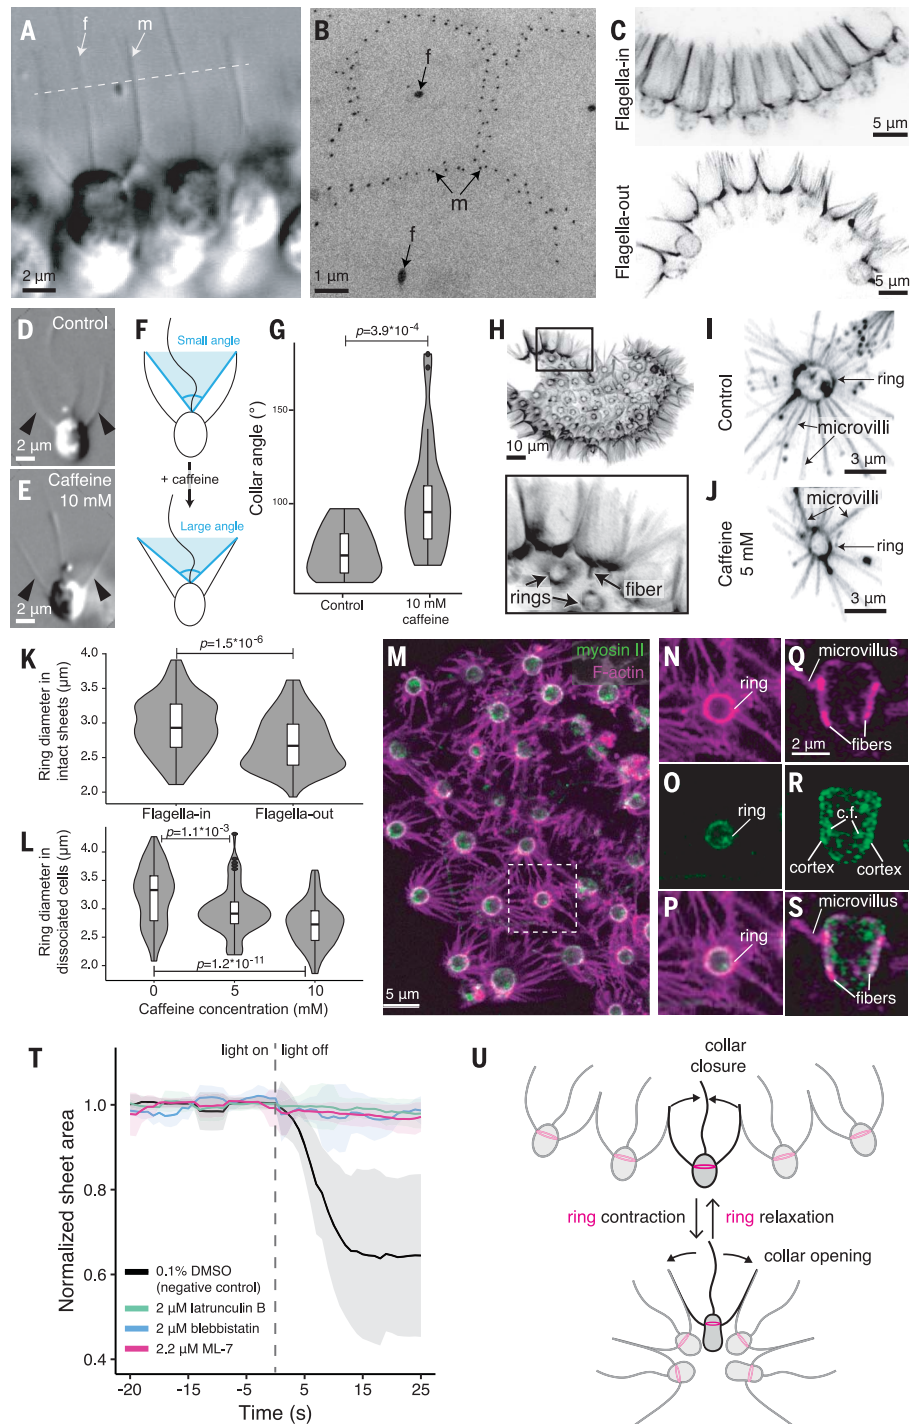 A
f
m
2 µm
B
f
m
f
1 µm
C
Flagella-in
5 µm
Flagella-out
5 µm
D
Control
2 µm
E
Caffeine
10 mM
2 µm
F
Small angle
+ caffeine
Large angle
G
p=3.9*10⁻⁴
Collar angle (°)
150
100
Control
10 mM
caffeine
H
10 µm
rings
fiber
I
Control
ring
microvilli
3 µm
J
Caffeine
5 mM
microvilli
ring
3 µm
K
p=1.5*10⁻⁶
Ring diameter in
intact sheets (µm)
4.0
3.5
3.0
2.5
2.0
Flagella-in
Flagella-out
L
p=1.1*10⁻³
Ring diameter in
dissociated cells (µm)
4.0
3.5
3.0
2.5
2.0
p=1.2*10⁻¹¹
0
5
10
Caffeine concentration (mM)
M
myosin II
F-actin
5 µm
N
ring
O
ring
P
ring
Q
microvillus
fibers
2 µm
R
c.f.
cortex
cortex
S
microvillus
fibers
T
light on
light off
Normalized sheet area
1.0
0.8
0.6
0.4
0.1% DMSO
(negative control)
2 µM latrunculin B
2 µM blebbistatin
2.2 µM ML-7
-20
-15
-5
5
15
25
Time (s)
U
collar
closure
ring contraction
ring relaxation
collar opening